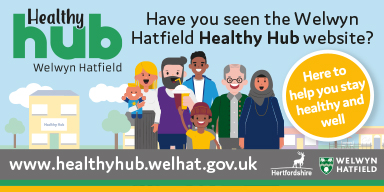 Healthy
hub
Welwyn Hatfield
Have you seen the Welwyn
Hatfield Healthy Hub website?
Here to
help you stay
healthy and
well
Healthy Hub
www.healthyhub.welhat.gov.uk
Hertfordshire
WELWYN
HATFIELD